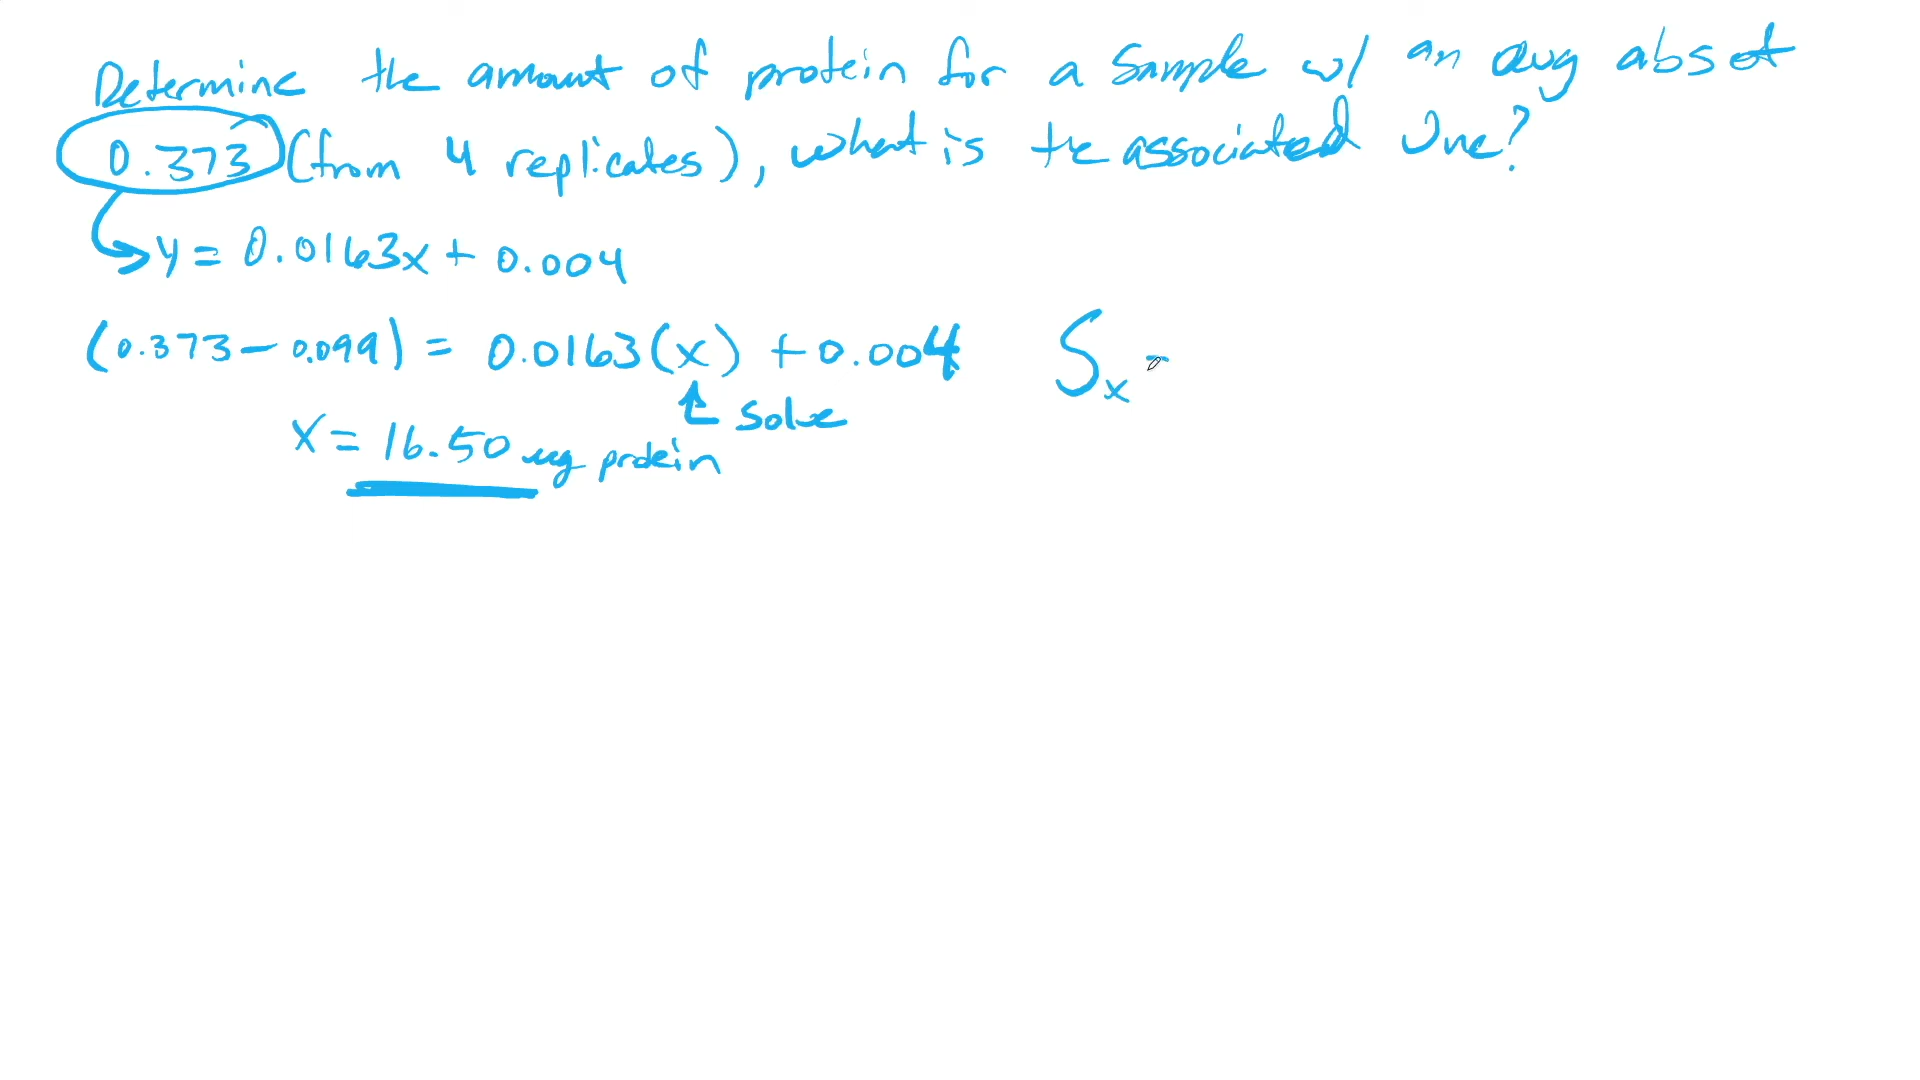 Determine the amount of protein for a sample w/ an avg abs of
0.373 (from 4 replicates), what is the associated unc?
y = 0.0163x + 0.004
(0.373 - 0.099) = 0.0163(x) + 0.004
Solve
x = 16.50 ug protein
Sx -